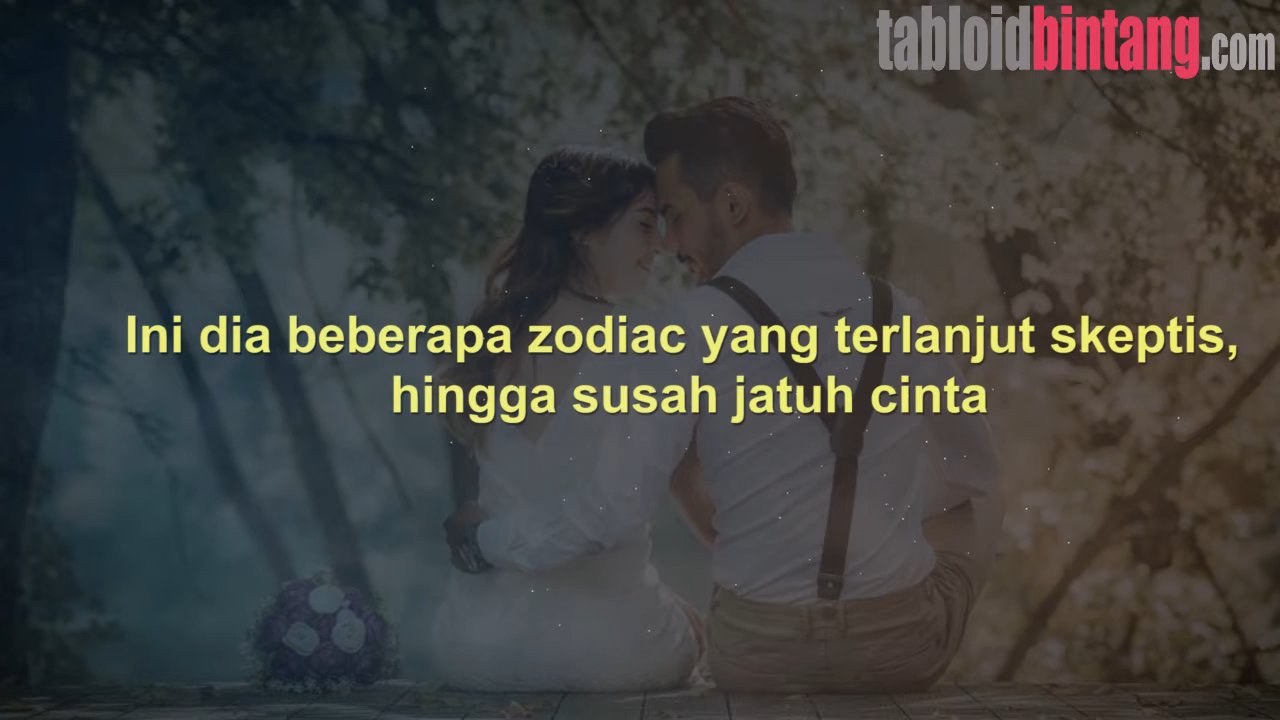 tabloidbintang.com
Ini dia beberapa zodiac yang terlanjut skeptis,
hingga susah jatuh cinta